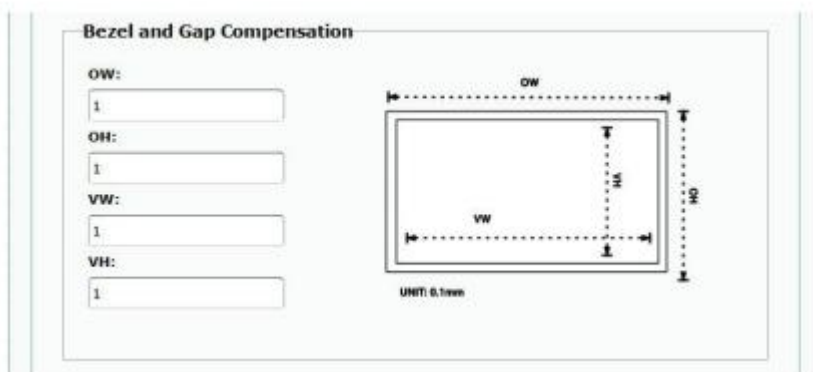 Bezel and Gap Compensation
OW:
1
OH:
1
VW:
1
VH:
1
OW
VH
OH
VW
UNIT: 0.1mm